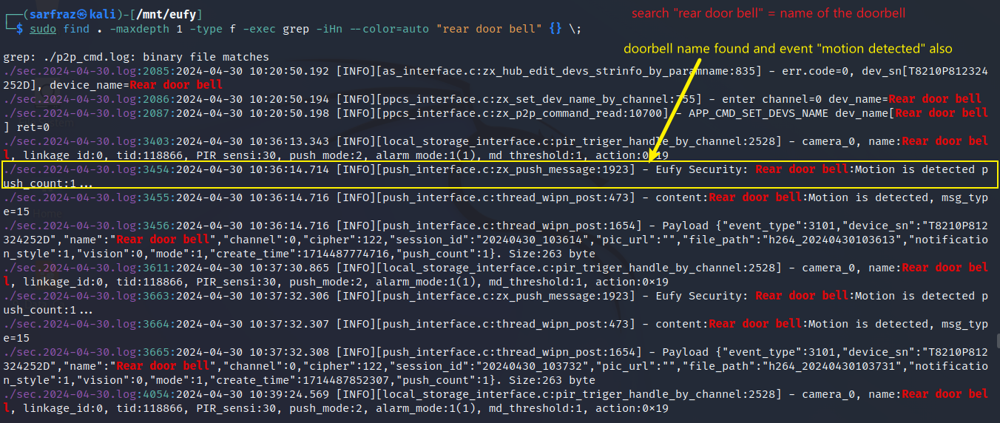 ┌──(sarfraz㉿kali)-[/mnt/eufy]
search "rear door bell" = name of the doorbell
└─$ sudo find . -maxdepth 1 -type f -exec grep -iHn --color=auto "rear door bell" {} \;
doorbell name found and event "motion detected" also
grep: ./p2p_cmd.log: binary file matches
./sec.2024-04-30.log:2085:2024-04-30 10:20:50.192 [INFO][as_interface.c:zx_hub_edit_devs_strinfo_by_paramname:835] - err.code=0, dev_sn[T8210P812324
252D], device_name=Rear door bell
./sec.2024-04-30.log:2086:2024-04-30 10:20:50.194 [INFO][ppcs_interface.c:zx_set_dev_name_by_channel:755] - enter channel=0 dev_name=Rear door bell
./sec.2024-04-30.log:2087:2024-04-30 10:20:50.198 [INFO][ppcs_interface.c:zx_p2p_command_read:10700] - APP_CMD_SET_DEVS_NAME dev_name[Rear door bell
] ret=0
./sec.2024-04-30.log:3403:2024-04-30 10:36:13.343 [INFO][local_storage_interface.c:pir_triger_handle_by_channel:2528] - camera_0, name:Rear door bel
l, linkage_id:0, tid:118866, PIR_sensi:30, push_mode:2, alarm_mode:1(1), md_threshold:1, action:0×19
./sec.2024-04-30.log:3454:2024-04-30 10:36:14.714 [INFO][push_interface.c:zx_push_message:1923] - Eufy Security: Rear door bell:Motion is detected p
ush_count:1...
./sec.2024-04-30.log:3455:2024-04-30 10:36:14.716 [INFO][push_interface.c:thread_wipn_post:473] - content:Rear door bell:Motion is detected, msg_typ
e=15
./sec.2024-04-30.log:3456:2024-04-30 10:36:14.716 [INFO][push_interface.c:thread_wipn_post:1654] - Payload {"event_type":3101,"device_sn":"T8210P812
324252D","name":"Rear door bell","channel":0,"cipher":122,"session_id":"20240430_103614","pic_url":"","file_path":"h264_20240430103613","notificatio
n_style":1,"vision":0,"mode":1,"create_time":1714487774716,"push_count":1}. Size:263 byte
./sec.2024-04-30.log:3611:2024-04-30 10:37:30.865 [INFO][local_storage_interface.c:pir_triger_handle_by_channel:2528] - camera_0, name:Rear door bel
l, linkage_id:0, tid:118866, PIR_sensi:30, push_mode:2, alarm_mode:1(1), md_threshold:1, action:0×19
./sec.2024-04-30.log:3663:2024-04-30 10:37:32.306 [INFO][push_interface.c:zx_push_message:1923] - Eufy Security: Rear door bell:Motion is detected p
ush_count:1...
./sec.2024-04-30.log:3664:2024-04-30 10:37:32.307 [INFO][push_interface.c:thread_wipn_post:473] - content:Rear door bell:Motion is detected, msg_typ
e=15
./sec.2024-04-30.log:3665:2024-04-30 10:37:32.308 [INFO][push_interface.c:thread_wipn_post:1654] - Payload {"event_type":3101,"device_sn":"T8210P812
324252D","name":"Rear door bell","channel":0,"cipher":122,"session_id":"20240430_103732","pic_url":"","file_path":"h264_20240430103731","notificatio
n_style":1,"vision":0,"mode":1,"create_time":1714487852307,"push_count":1}. Size:263 byte
./sec.2024-04-30.log:4054:2024-04-30 10:39:24.569 [INFO][local_storage_interface.c:pir_triger_handle_by_channel:2528] - camera_0, name:Rear door bel
l, linkage_id:0, tid:118866, PIR_sensi:30, push_mode:2, alarm_mode:1(1), md_threshold:1, action:0×19